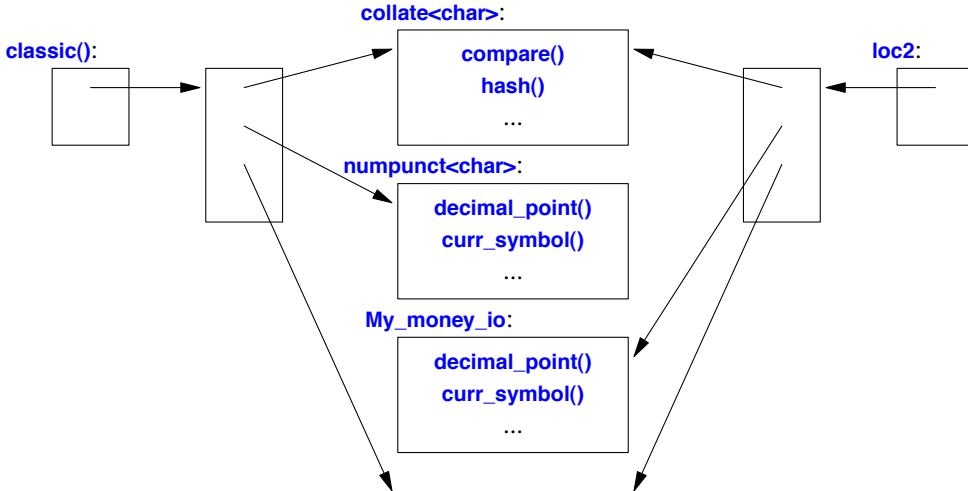 collate<char>:
classic():
loc2:
compare()
hash()
...
numpunct<char>:
decimal_point()
curr_symbol()
...
My_money_io:
decimal_point()
curr_symbol()
...